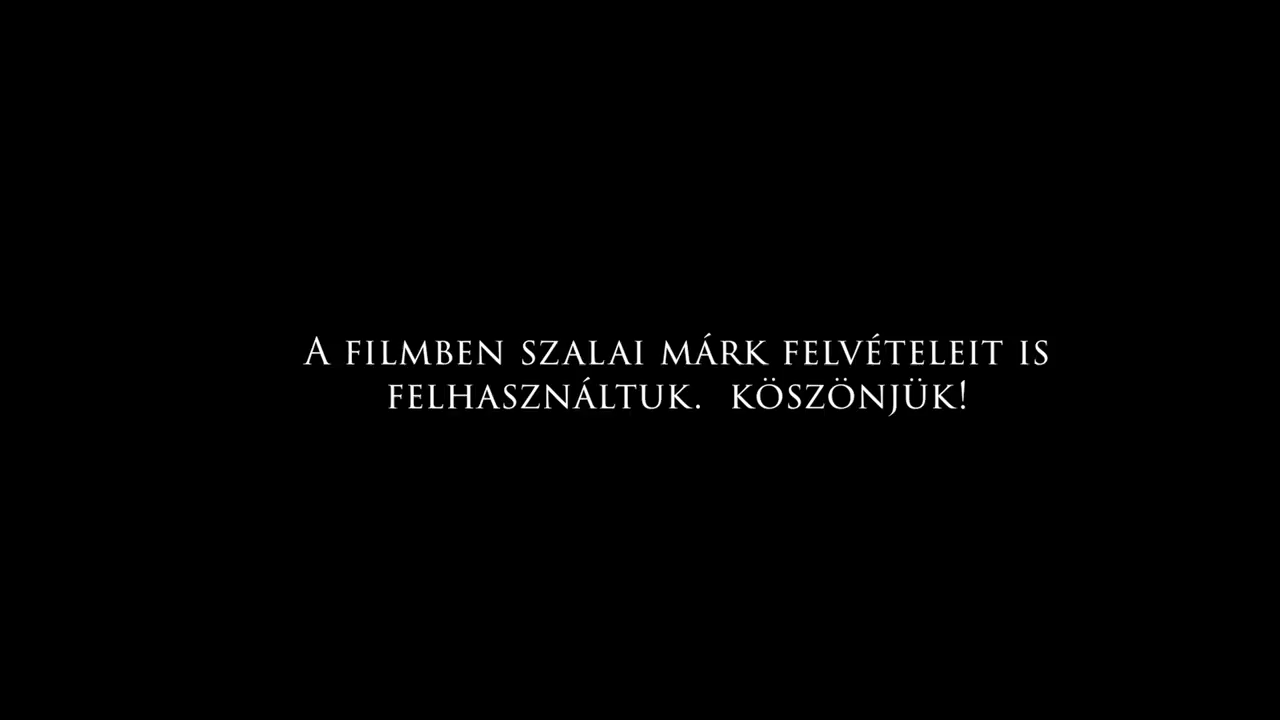 A FILMBEN SZALAI MÁRK FELVÉTELEIT IS
FELHASZNÁLTUK.  KÖSZÖNJÜK!